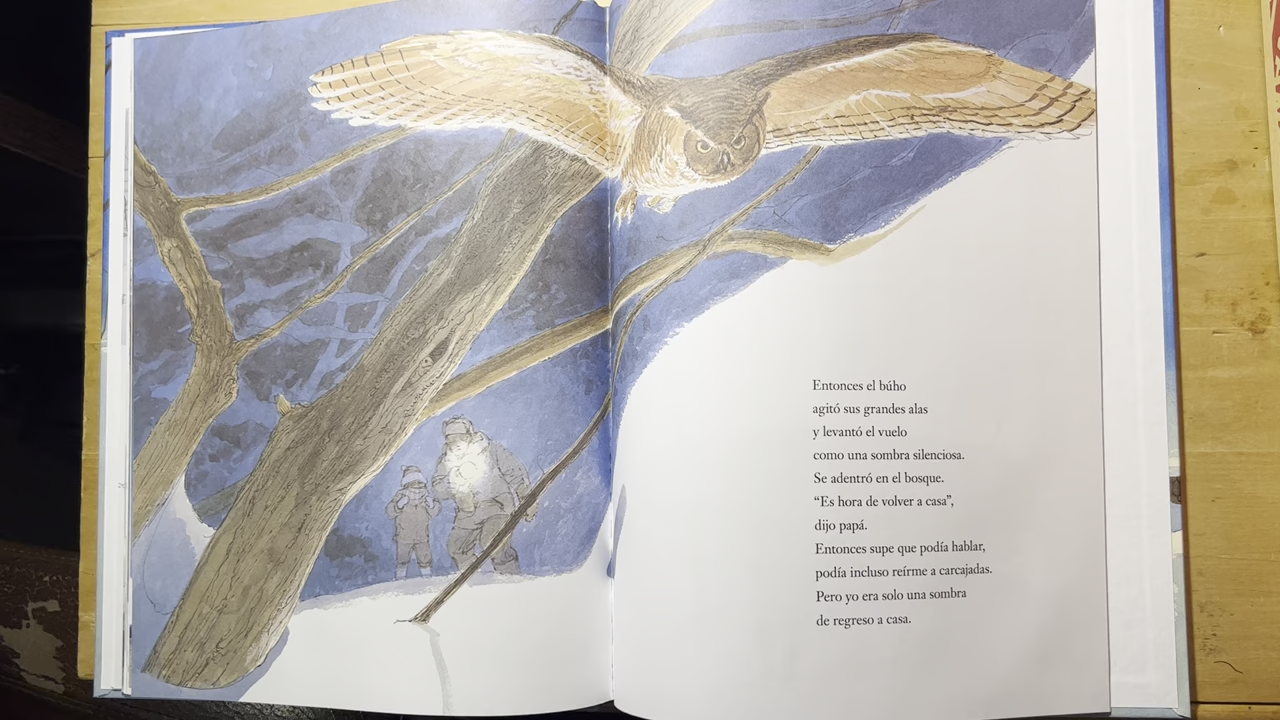 Entonces el búho
agitó sus grandes alas
y levantó el vuelo
como una sombra silenciosa.
Se adentró en el bosque.
“Es hora de volver a casa”,
dijo papá.
Entonces supe que podía hablar,
podía incluso reírme a carcajadas.
Pero yo era solo una sombra
de regreso a casa.